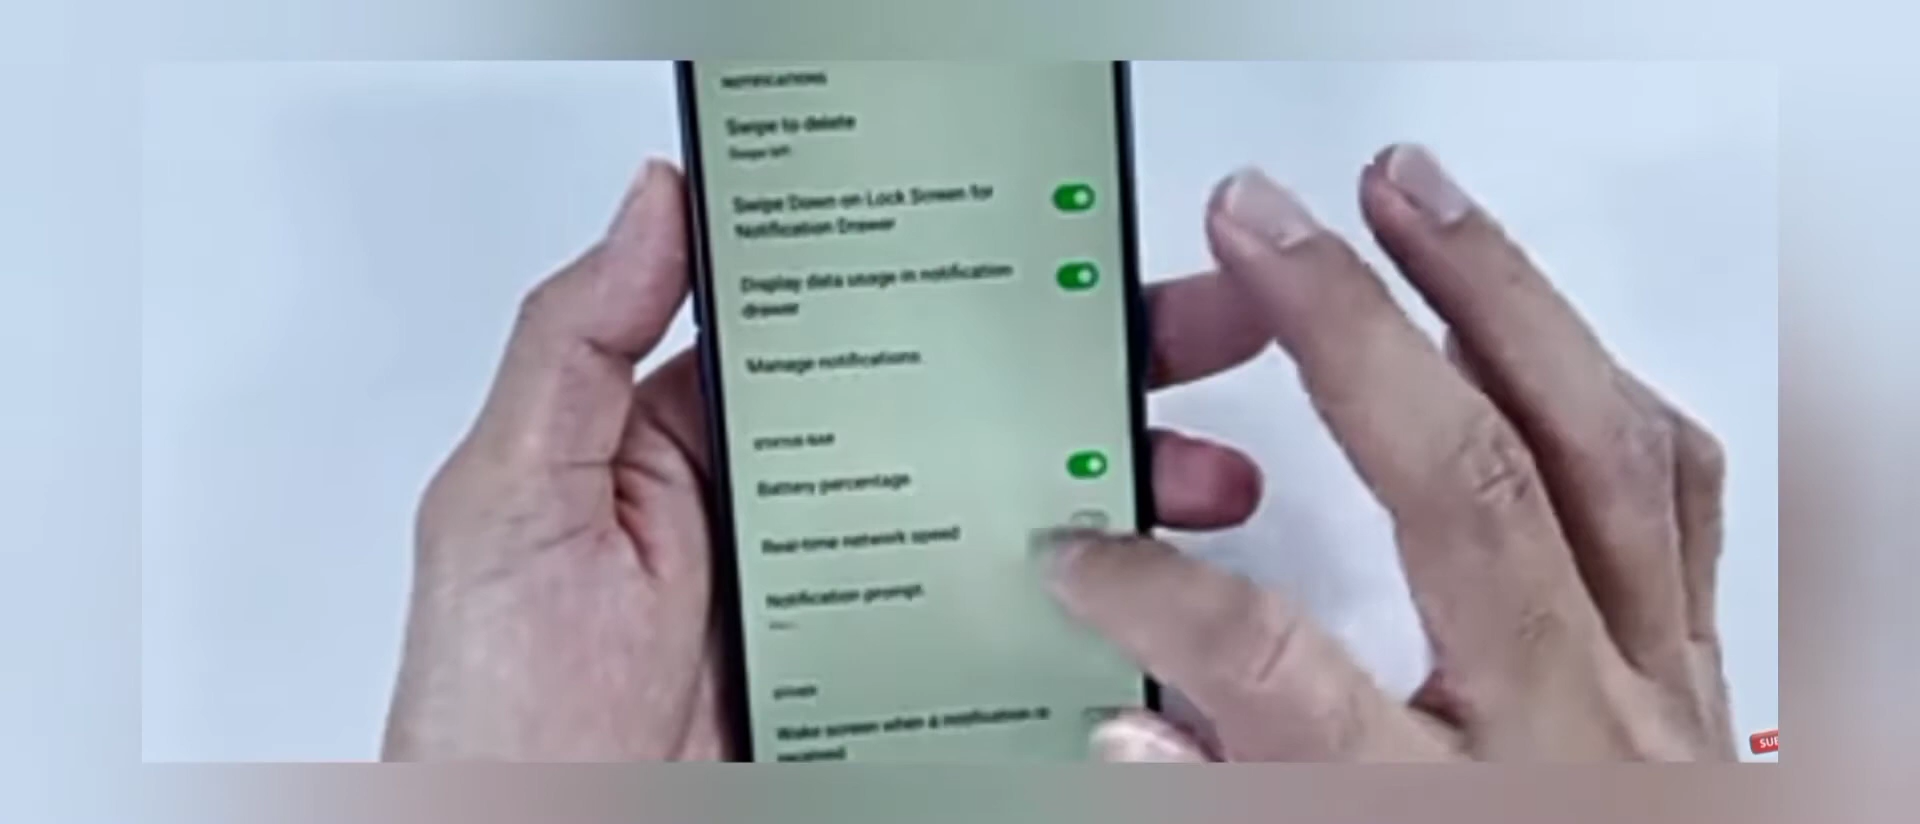 NOTIFICATIONS
Swipe to delete
Swipe left
Swipe Down on Lock Screen for
Notification Drawer
Display data usage in notification
drawer
Manage notifications
STATUS BAR
Battery percentage
Real-time network speed
Notification prompt
OTHER
Wake screen when a notification is
received
SUB